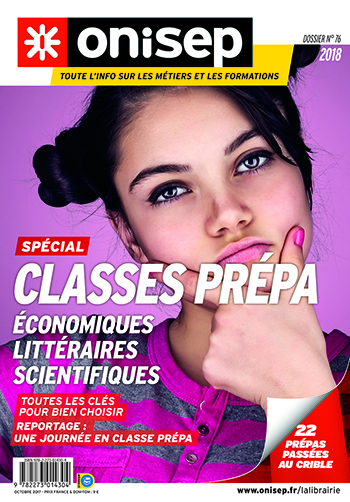 onisep
DOSSIER N° 76
2018
TOUTE L'INFO SUR LES MÉTIERS ET LES FORMATIONS
SPÉCIAL
CLASSES PRÉPA
ÉCONOMIQUES
LITTÉRAIRES
SCIENTIFIQUES
TOUTES LES CLÉS
POUR BIEN CHOISIR
REPORTAGE :
UNE JOURNÉE EN CLASSE PRÉPA
22
PRÉPAS
PASSÉES
AU CRIBLE
9 782273 014304
OCTOBRE 2017 - PRIX FRANCE & DOM/TOM : 9 €
www.onisep.fr/lalibrairie